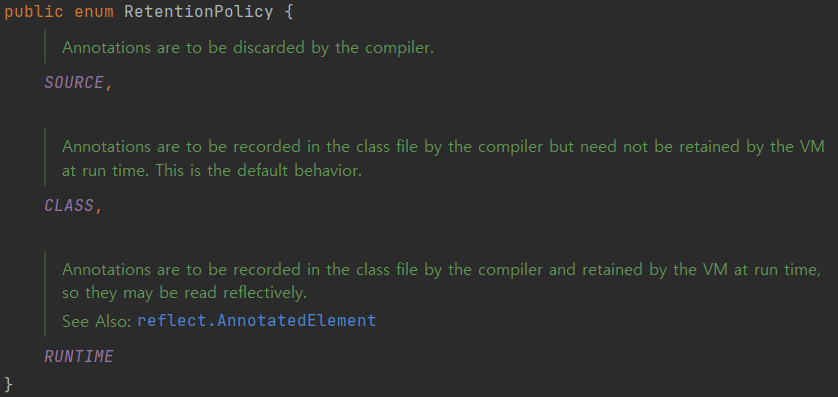 public enum RetentionPolicy {
Annotations are to be discarded by the compiler.
SOURCE,
Annotations are to be recorded in the class file by the compiler but need not be retained by the VM
at run time. This is the default behavior.
CLASS,
Annotations are to be recorded in the class file by the compiler and retained by the VM at run time,
so they may be read reflectively.
See Also: reflect.AnnotatedElement
RUNTIME
}